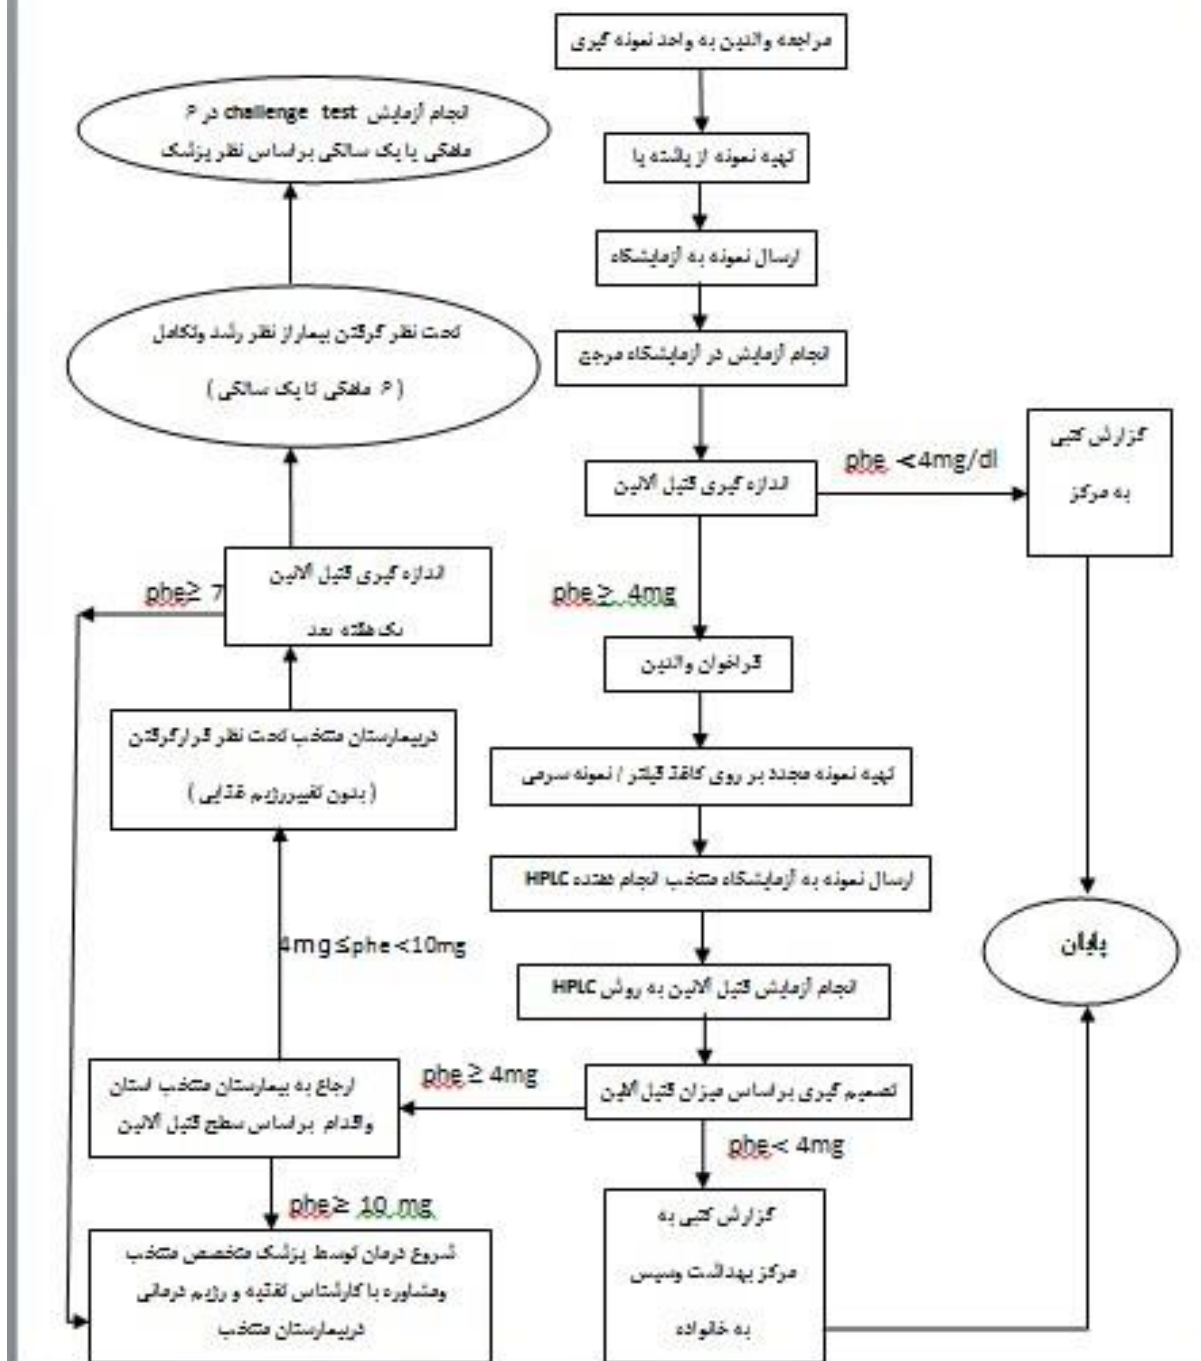 مراجعه والدین به واحد نمونه گیری
تهیه نمونه از پاشنه پا
ارسال نمونه به آزمایشگاه
انجام آزمایش در آزمایشگاه مرجع
اندازه گیری فنیل آلانین
phe <4mg/dl
گزارش کتبی
به مرکز
phe≥ 4mg
فراخوان والدین
تهیه نمونه مجدد بر روی کاغذ فیلتر / نمونه سرمی
ارسال نمونه به آزمایشگاه منتخب انجام دهنده HPLC
انجام آزمایش فنیل آلانین به روش HPLC
تصمیم گیری براساس میزان فنیل آلانین
phe< 4mg
گزارش کتبی به
مرکز بهداشت وسپس
به خانواده
پایان
phe≥ 4mg
ارجاع به بیمارستان منتخب استان
واقدام براساس سطح فنیل آلانین
phe≥ 10 mg
شروع درمان توسط پزشک متخصص منتخب
ومشاوره با کارشناس تغذیه و رژیم درمانی
دربیمارستان منتخب
4mg≤phe<10mg
دربیمارستان منتخب تحت نظر قرارگرفتن
(بدون تغییررژیم غذایی)
اندازه گیری فنیل آلانین
یک هفته بعد
phe≥ 7
تحت نظر گرفتن بیماراز نظر رشد وتکامل
(۶ ماهگی تا یک سالگی)
انجام آزمایش challenge test در ۶
ماهگی یا یک سالگی براساس نظر پزشک